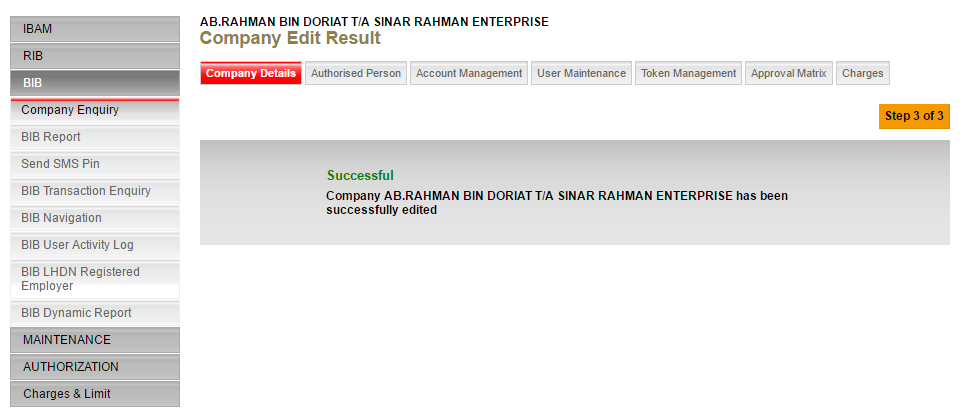 IBAM
RIB
BIB
Company Enquiry
BIB Report
Send SMS Pin
BIB Transaction Enquiry
BIB Navigation
BIB User Activity Log
BIB LHDN Registered
Employer
BIB Dynamic Report
MAINTENANCE
AUTHORIZATION
Charges & Limit
AB.RAHMAN BIN DORIAT T/A SINAR RAHMAN ENTERPRISE
Company Edit Result
Company Details Authorised Person Account Management User Maintenance Token Management Approval Matrix Charges
Step 3 of 3
Successful
Company AB.RAHMAN BIN DORIAT T/A SINAR RAHMAN ENTERPRISE has been
successfully edited